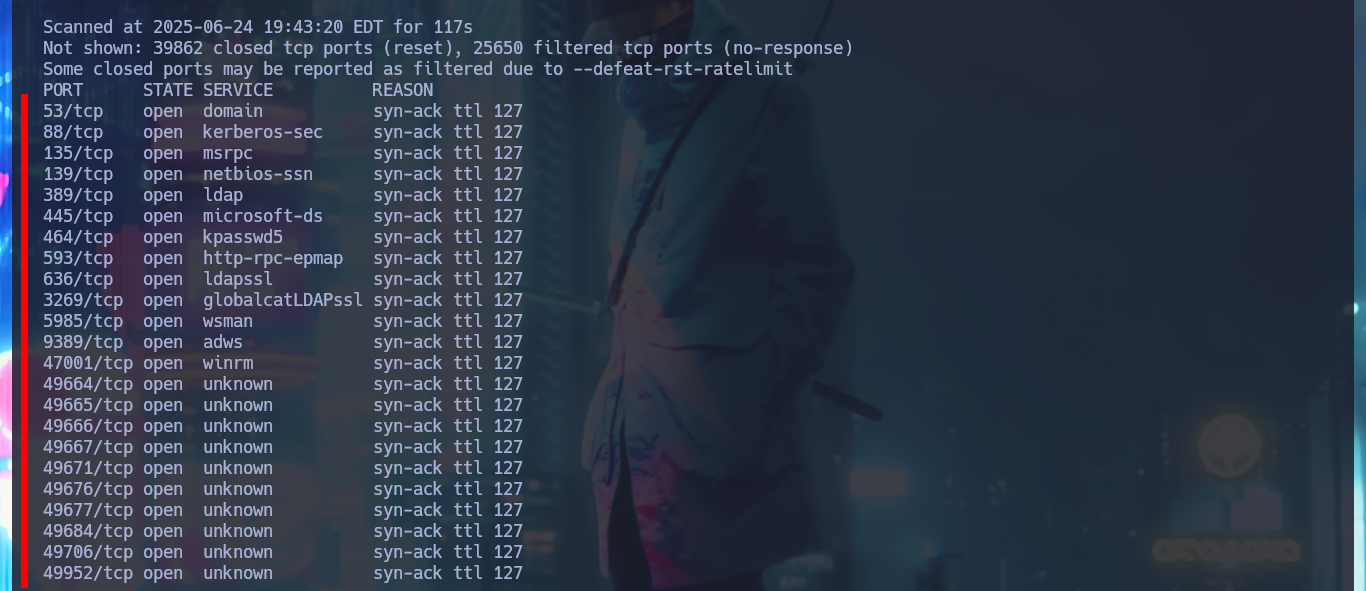 Scanned at 2025-06-24 19:43:20 EDT for 117s
Not shown: 39862 closed tcp ports (reset), 25650 filtered tcp ports (no-response)
Some closed ports may be reported as filtered due to --defeat-rst-ratelimit
PORT      STATE SERVICE          REASON
53/tcp    open  domain           syn-ack ttl 127
88/tcp    open  kerberos-sec     syn-ack ttl 127
135/tcp   open  msrpc            syn-ack ttl 127
139/tcp   open  netbios-ssn      syn-ack ttl 127
389/tcp   open  ldap             syn-ack ttl 127
445/tcp   open  microsoft-ds     syn-ack ttl 127
464/tcp   open  kpasswd5         syn-ack ttl 127
593/tcp   open  http-rpc-epmap   syn-ack ttl 127
636/tcp   open  ldapssl          syn-ack ttl 127
3269/tcp  open  globalcatLDAPssl syn-ack ttl 127
5985/tcp  open  wsman            syn-ack ttl 127
9389/tcp  open  adws             syn-ack ttl 127
47001/tcp open  winrm            syn-ack ttl 127
49664/tcp open  unknown          syn-ack ttl 127
49665/tcp open  unknown          syn-ack ttl 127
49666/tcp open  unknown          syn-ack ttl 127
49667/tcp open  unknown          syn-ack ttl 127
49671/tcp open  unknown          syn-ack ttl 127
49676/tcp open  unknown          syn-ack ttl 127
49677/tcp open  unknown          syn-ack ttl 127
49684/tcp open  unknown          syn-ack ttl 127
49706/tcp open  unknown          syn-ack ttl 127
49952/tcp open  unknown          syn-ack ttl 127